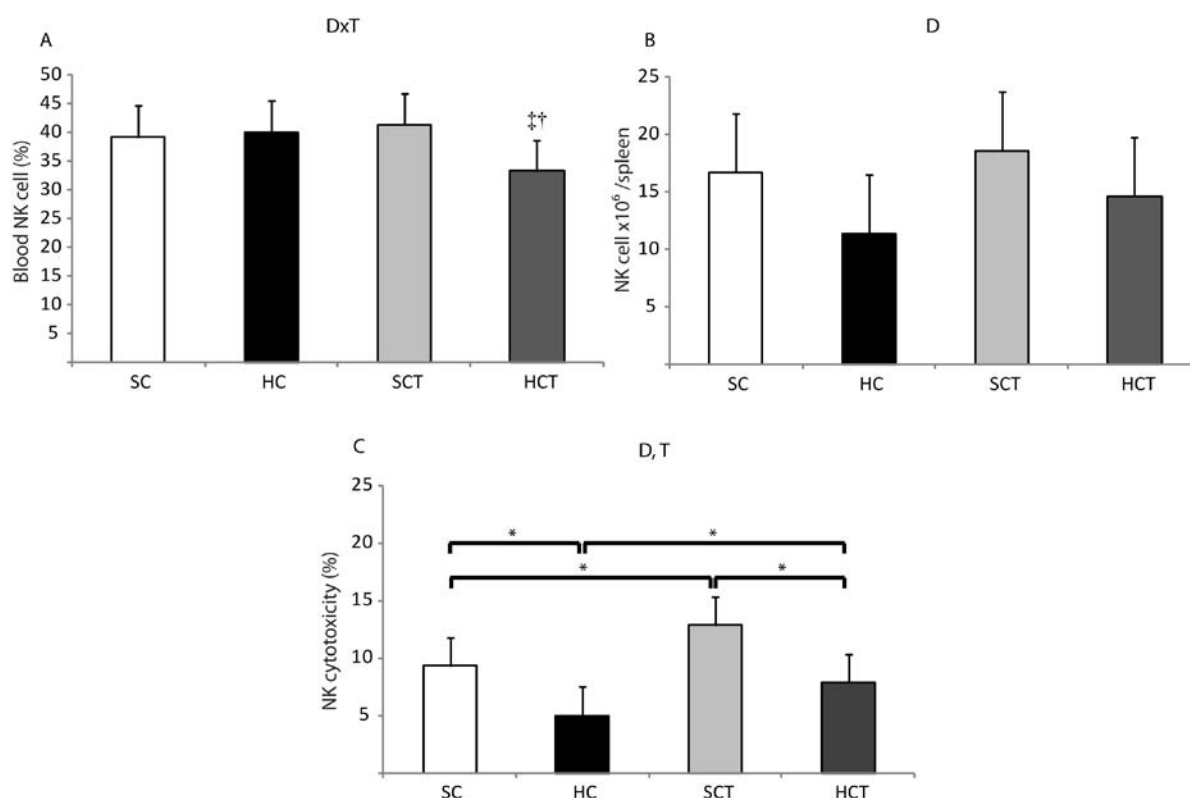 A
DxT
Blood NK cell (%)
50
45
40
35
30
25
20
15
10
5
‡†
SC HC SCT HCT
B
D
NK cell x10⁶ /spleen
25
20
15
10
5
SC HC SCT HCT
C
D, T
NK cytotoxicity (%)
25
20
15
10
5
* *
* *
SC HC SCT HCT